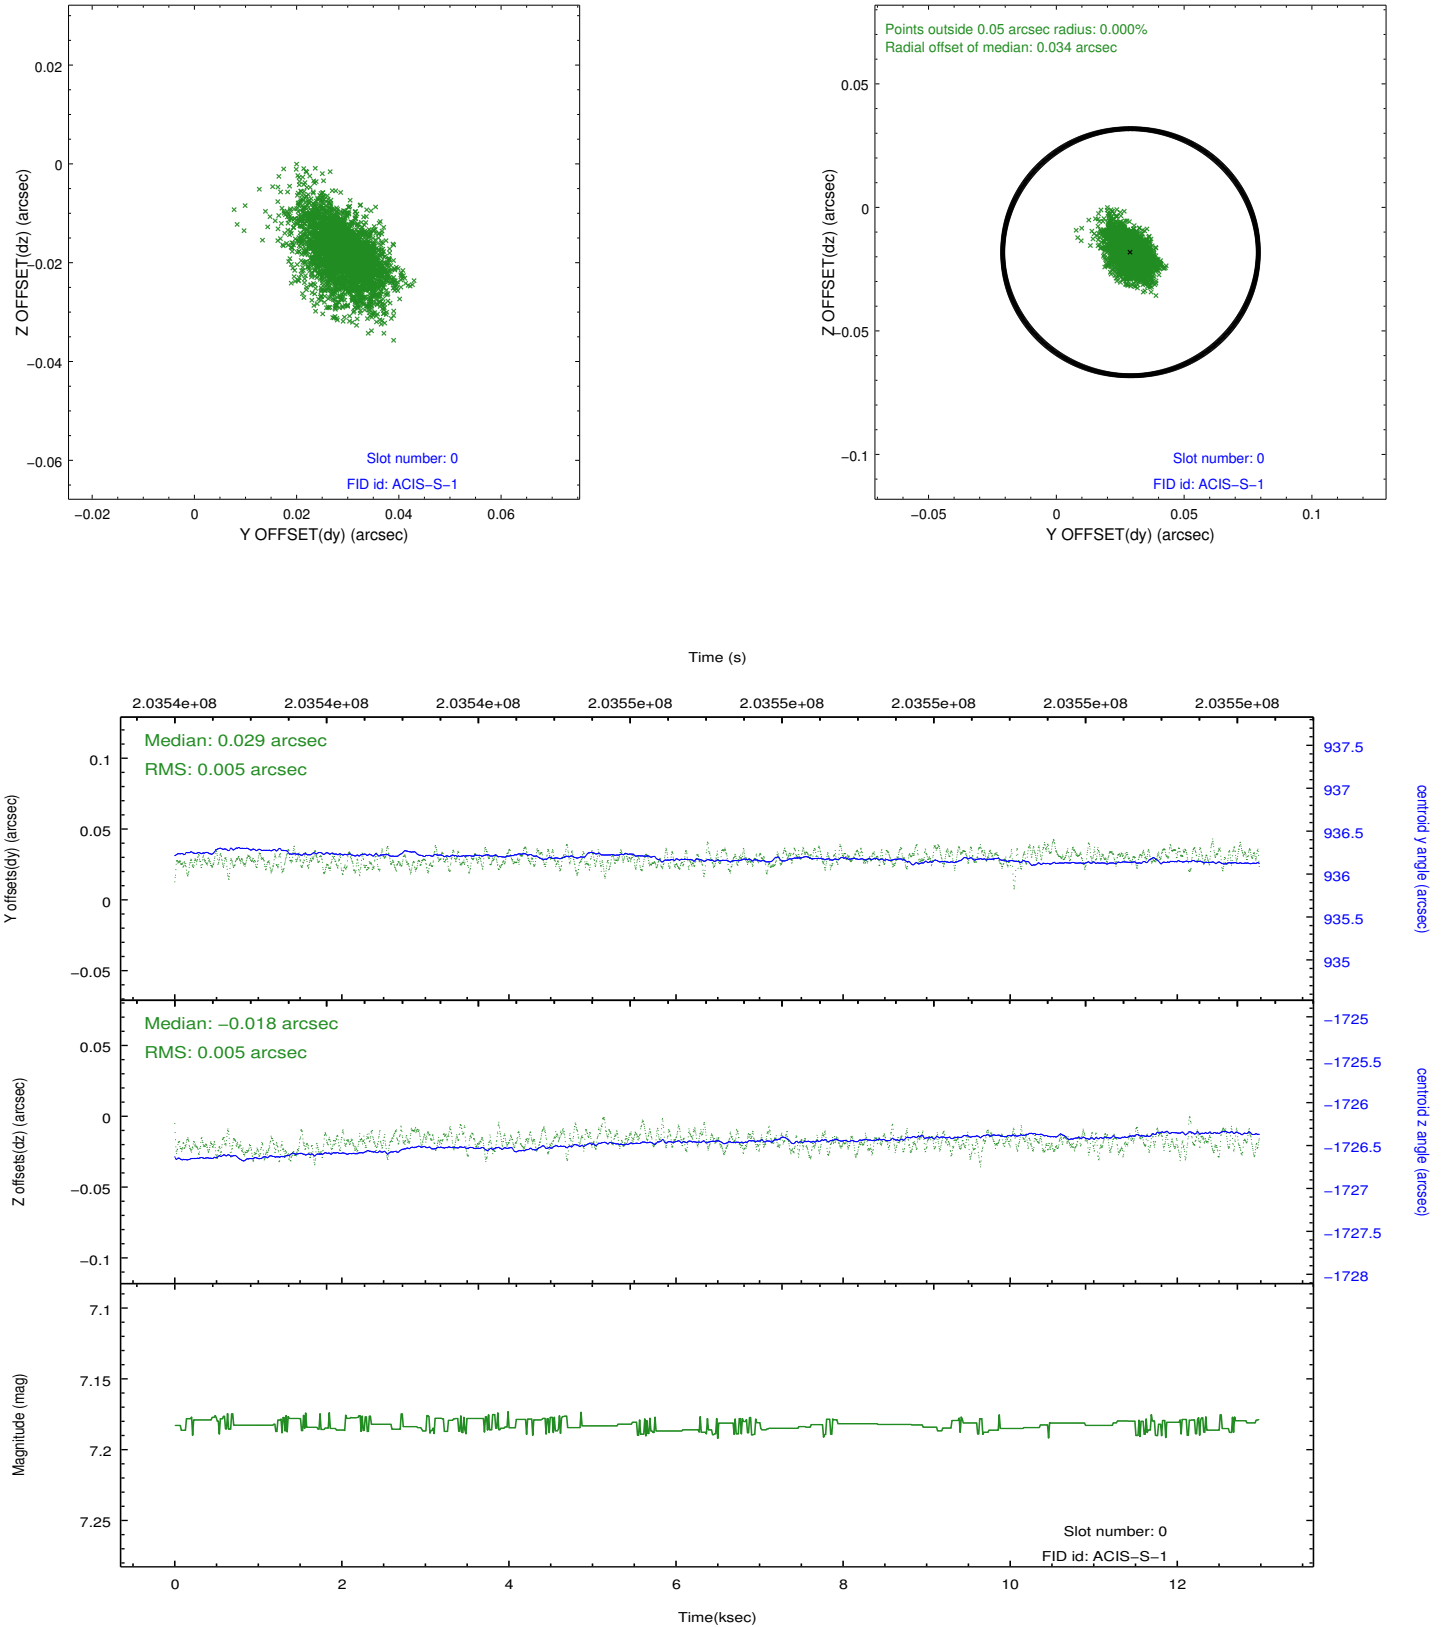 0.02
0
−0.02
−0.04
−0.06
Z OFFSET(dz) (arcsec)
Slot number: 0
FID id: ACIS−S−1
−0.02
0
0.02
0.04
0.06
Y OFFSET(dy) (arcsec)
Points outside 0.05 arcsec radius: 0.000%
Radial offset of median: 0.034 arcsec
0.05
0
−0.05
−0.1
Z OFFSET(dz) (arcsec)
Slot number: 0
FID id: ACIS−S−1
−0.05
0
0.05
0.1
Y OFFSET(dy) (arcsec)
Time (s)
2.0354e+08
2.0354e+08
2.0354e+08
2.0355e+08
2.0355e+08
2.0355e+08
2.0355e+08
2.0355e+08
Median: 0.029 arcsec
RMS: 0.005 arcsec
0.1
0.05
0
−0.05
Y offsets(dy) (arcsec)
937.5
937
936.5
936
935.5
935
centroid y angle (arcsec)
Median: −0.018 arcsec
RMS: 0.005 arcsec
0.05
0
−0.05
−0.1
Z offsets(dz) (arcsec)
−1725
−1725.5
−1726
−1726.5
−1727
−1727.5
−1728
centroid z angle (arcsec)
7.1
7.15
7.2
7.25
Magnitude (mag)
Slot number: 0
FID id: ACIS−S−1
0
2
4
6
8
10
12
Time(ksec)